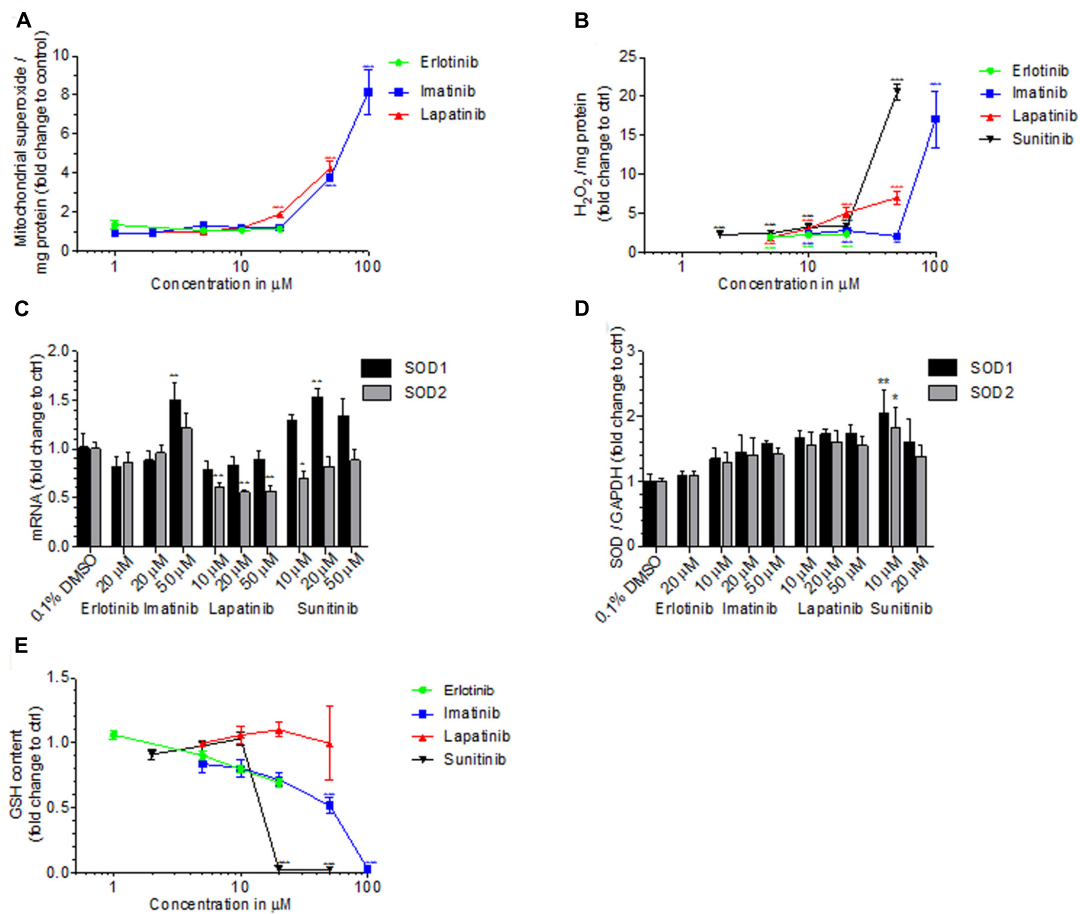 A
Mitochondrial superoxide /
mg protein (fold change to control)
10
8
6
4
2
0
1
10
100
Concentration in µM
Erlotinib
Imatinib
Lapatinib
B
H2O2 / mg protein
(fold change to ctrl)
25
20
15
10
5
0
1
10
100
Concentration in µM
Erlotinib
Imatinib
Lapatinib
Sunitinib
C
mRNA (fold change to ctrl)
2.0
1.5
1.0
0.5
0.0
SOD1
SOD2
0.1% DMSO
20 µM
20 µM
50 µM
10 µM
20 µM
50 µM
10 µM
20 µM
50 µM
Erlotinib Imatinib Lapatinib Sunitinib
D
SOD / GAPDH (fold change to ctrl)
3
2
1
0
** *
SOD1
SOD2
0.1% DMSO
20 µM
10 µM
20 µM
50 µM
10 µM
20 µM
50 µM
10 µM
20 µM
Erlotinib Imatinib Lapatinib Sunitinib
E
GSH content
(fold change to ctrl)
1.5
1.0
0.5
0.0
1
10
100
Concentration in µM
Erlotinib
Imatinib
Lapatinib
Sunitinib